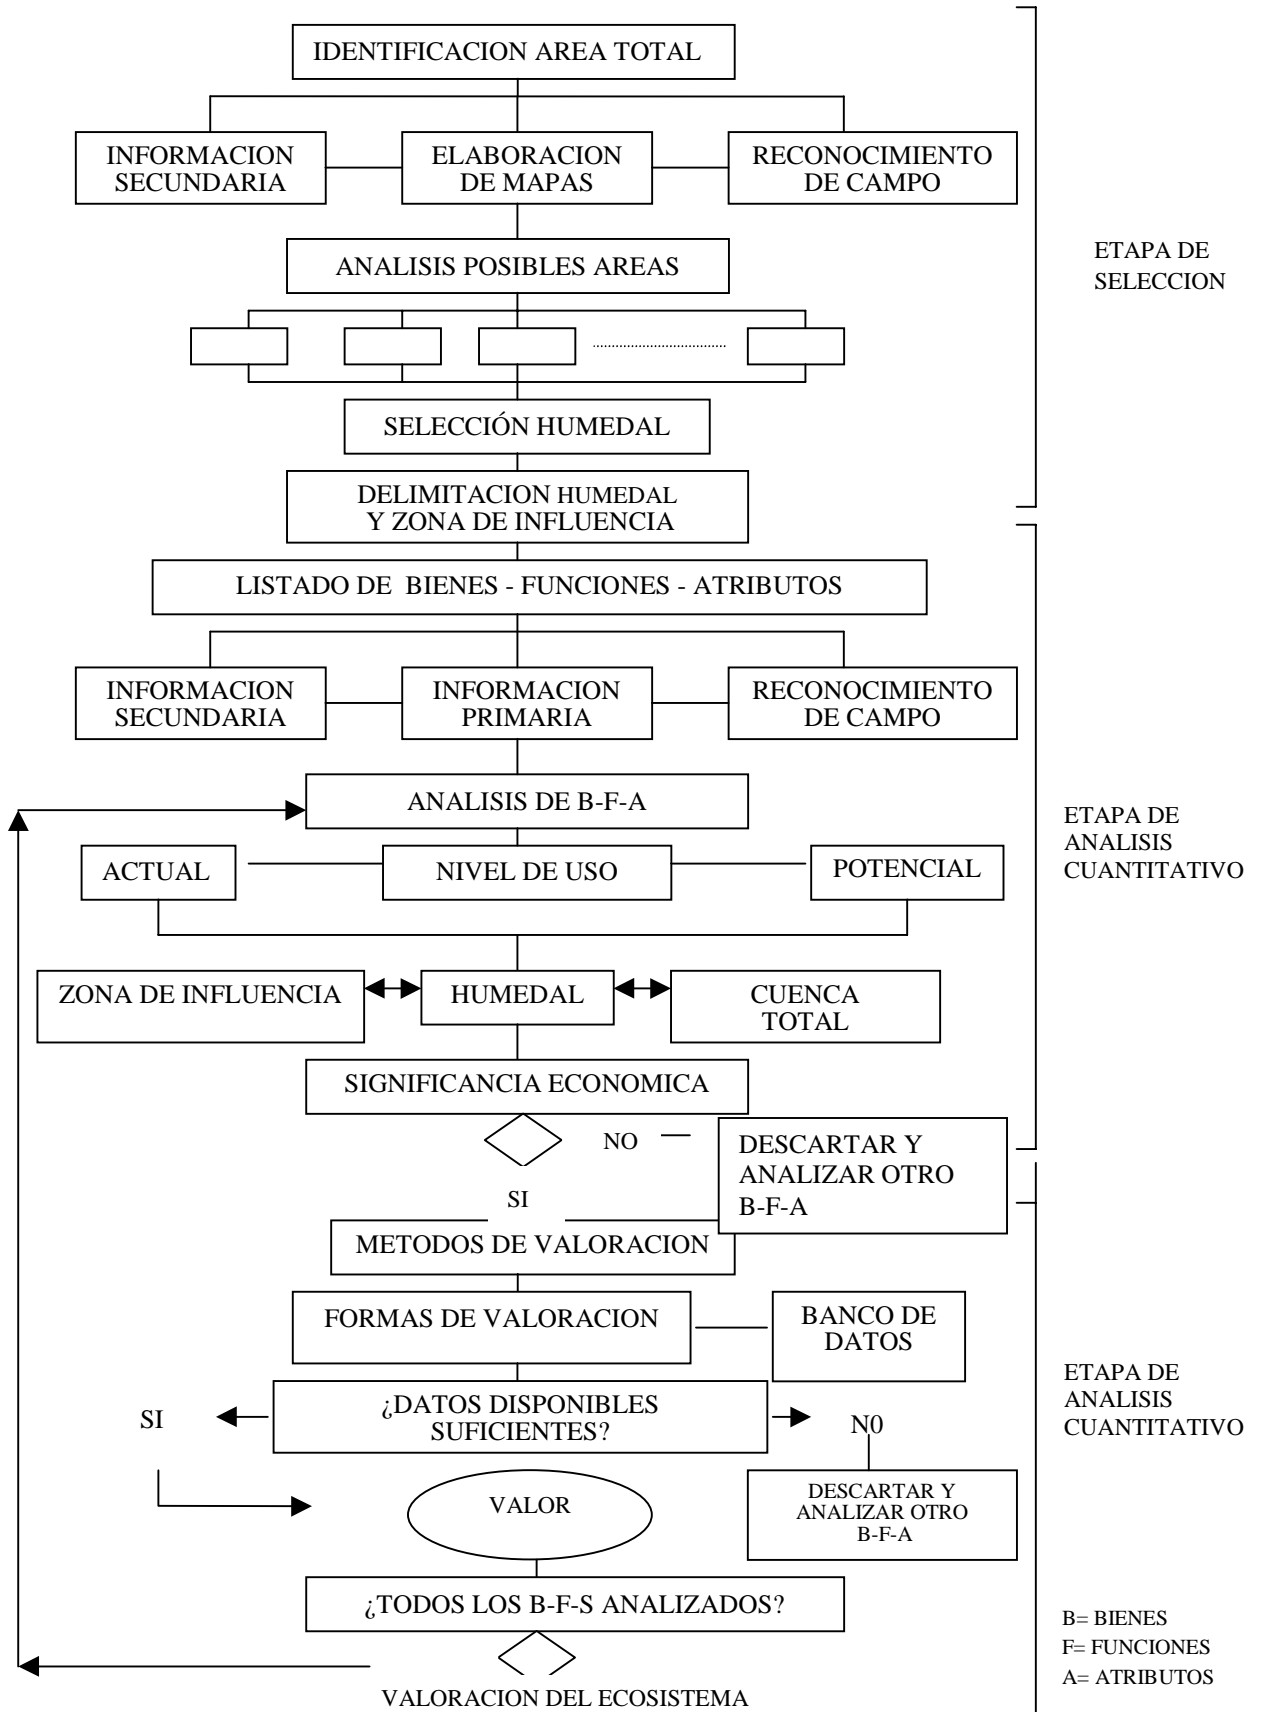 IDENTIFICACION AREA TOTAL
INFORMACION
SECUNDARIA
ELABORACION
DE MAPAS
RECONOCIMIENTO
DE CAMPO
ANALISIS POSIBLES AREAS
ETAPA DE
SELECCION
SELECCIÓN HUMEDAL
DELIMITACION HUMEDAL
Y ZONA DE INFLUENCIA
LISTADO DE BIENES - FUNCIONES - ATRIBUTOS
INFORMACION
SECUNDARIA
INFORMACION
PRIMARIA
RECONOCIMIENTO
DE CAMPO
ANALISIS DE B-F-A
ACTUAL
NIVEL DE USO
POTENCIAL
ETAPA DE
ANALISIS
CUANTITATIVO
ZONA DE INFLUENCIA
HUMEDAL
CUENCA
TOTAL
SIGNIFICANCIA ECONOMICA
NO
DESCARTAR Y
ANALIZAR OTRO
B-F-A
SI
METODOS DE VALORACION
FORMAS DE VALORACION
BANCO DE
DATOS
¿DATOS DISPONIBLES
SUFICIENTES?
SI
N0
ETAPA DE
ANALISIS
CUANTITATIVO
VALOR
DESCARTAR Y
ANALIZAR OTRO
B-F-A
¿TODOS LOS B-F-S ANALIZADOS?
B= BIENES
F= FUNCIONES
A= ATRIBUTOS
VALORACION DEL ECOSISTEMA